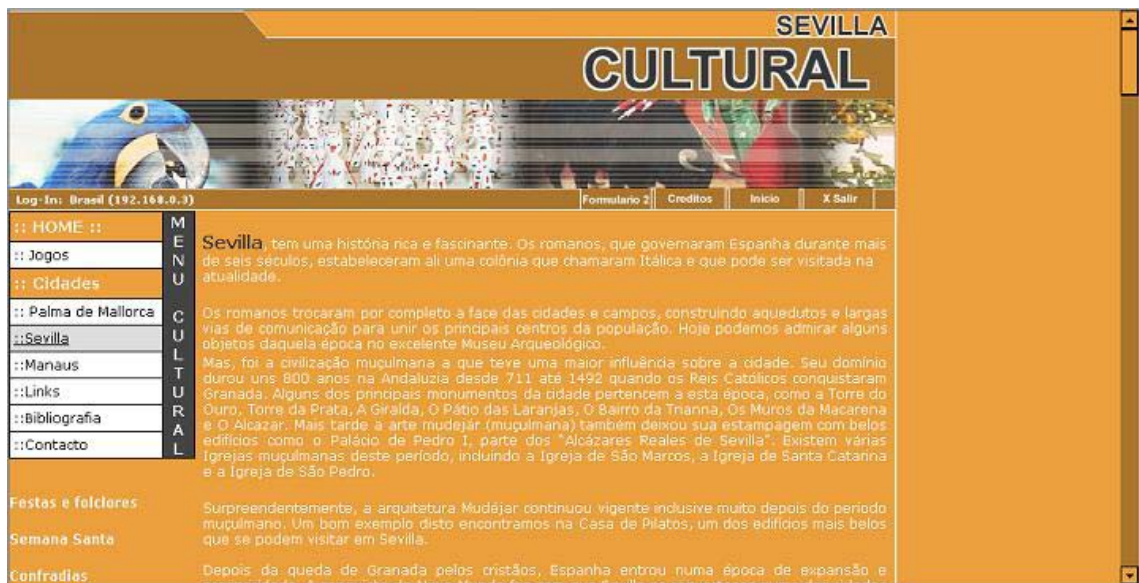 SEVILLA
CULTURAL
Log-In: Brasil (192.168.0.3)
Formulario 2
Creditos
Inicio
X Salir
:: HOME ::
:: Jogos
:: Cidades
:: Palma de Mallorca
::Sevilla
::Manaus
::Links
::Bibliografia
::Contacto
MENU CULTURAL
Festas e folclores
Semana Santa
Confradias
Sevilla, tem uma história rica e fascinante. Os romanos, que governaram Espanha durante mais
de seis séculos, estabeleceram ali uma colônia que chamaram Itálica e que pode ser visitada na
atualidade.
Os romanos trocaram por completo a face das cidades e campos, construindo aquedutos e largas
vias de comunicação para unir os principais centros da população. Hoje podemos admirar alguns
objetos daquela época no excelente Museu Arqueológico.
Mas, foi a civilização muçulmana a que teve uma maior influência sobre a cidade. Seu domínio
durou uns 800 anos na Andaluzia desde 711 até 1492 quando os Reis Católicos conquistaram
Granada. Alguns dos principais monumentos da cidade pertencem a esta época, como a Torre do
Ouro, Torre da Prata, A Giralda, O Pátio das Laranjas, O Bairro da Trianna, Os Muros da Macarena
e O Alcazar. Mais tarde a arte mudejár (muçulmana) também deixou sua estampagem com belos
edifícios como o Palácio de Pedro I, parte dos "Alcázares Reales de Sevilla". Existem várias
Igrejas muçulmanas deste período, incluindo a Igreja de São Marcos, a Igreja de Santa Catarina
e a Igreja de São Pedro.
Surpreendentemente, a arquitetura Mudéjar continuou vigente inclusive muito depois do período
muçulmano. Um bom exemplo disto encontramos na Casa de Pilatos, um dos edifícios mais belos
que se podem visitar em Sevilla.
Depois da queda de Granada pelos cristãos, Espanha entrou numa época de expansão e